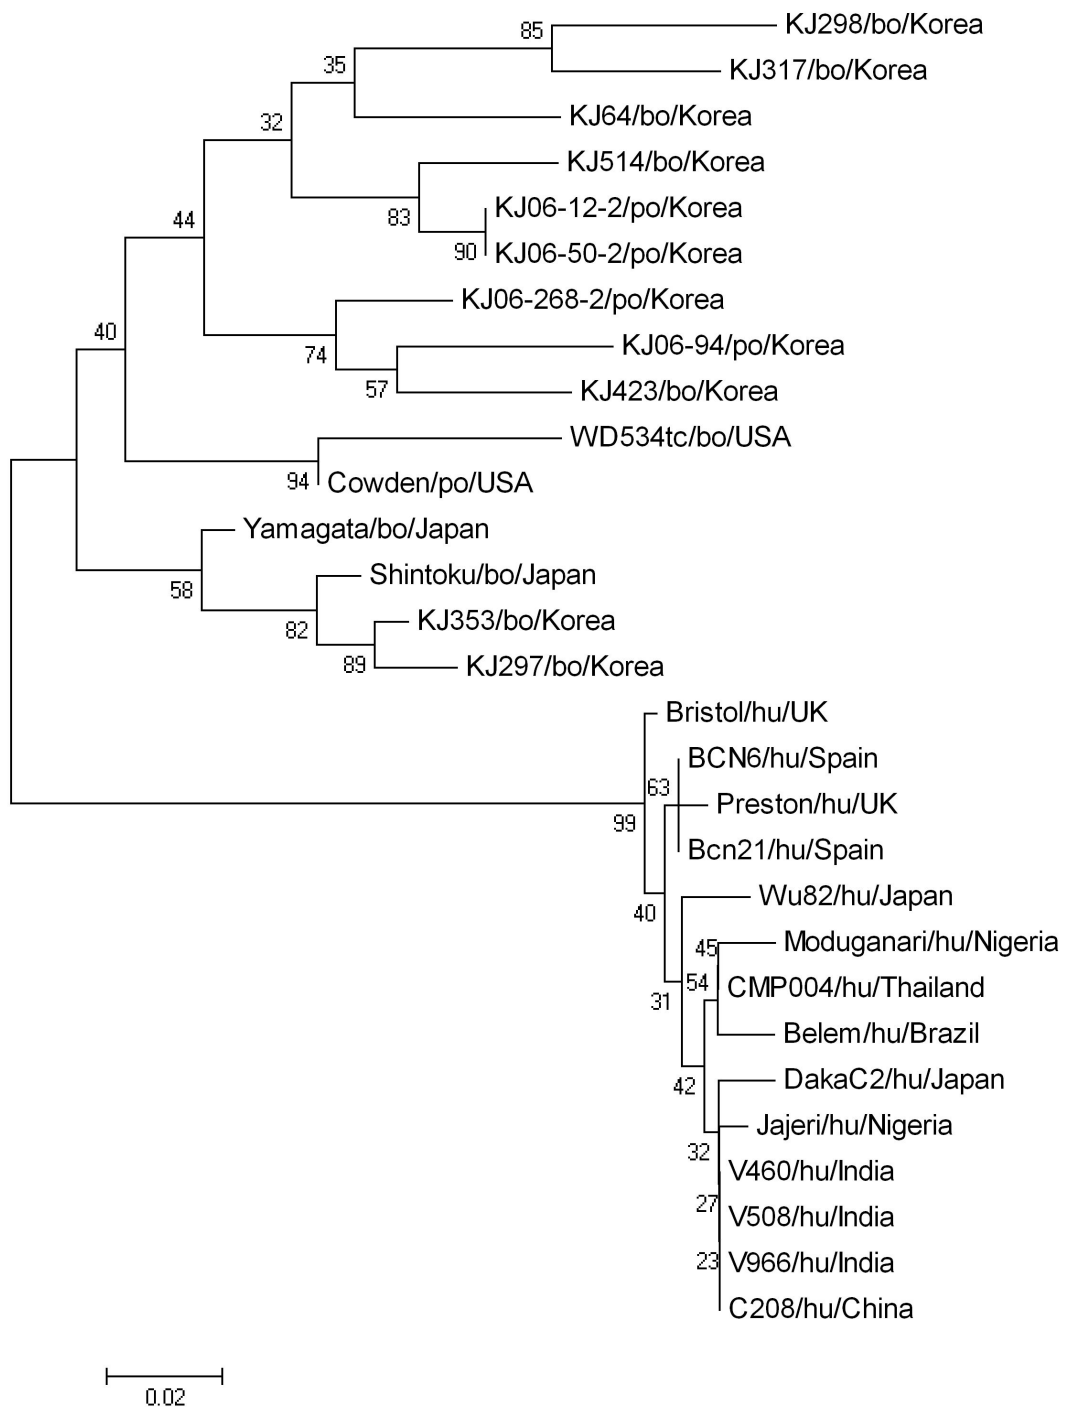 85 KJ298/bo/Korea
35 KJ317/bo/Korea
32 KJ64/bo/Korea
KJ514/bo/Korea
83 KJ06-12-2/po/Korea
44
90 KJ06-50-2/po/Korea
KJ06-268-2/po/Korea
40 74 KJ06-94/po/Korea
57 KJ423/bo/Korea
WD534tc/bo/USA
94 Cowden/po/USA
Yamagata/bo/Japan
58 Shintoku/bo/Japan
82 KJ353/bo/Korea
89 KJ297/bo/Korea
Bristol/hu/UK
BCN6/hu/Spain
63
Preston/hu/UK
99
Bcn21/hu/Spain
Wu82/hu/Japan
40
45 Moduganari/hu/Nigeria
54 CMP004/hu/Thailand
31
Belem/hu/Brazil
DakaC2/hu/Japan
42
Jajeri/hu/Nigeria
32
V460/hu/India
27
V508/hu/India
23 V966/hu/India
C208/hu/China
0.02